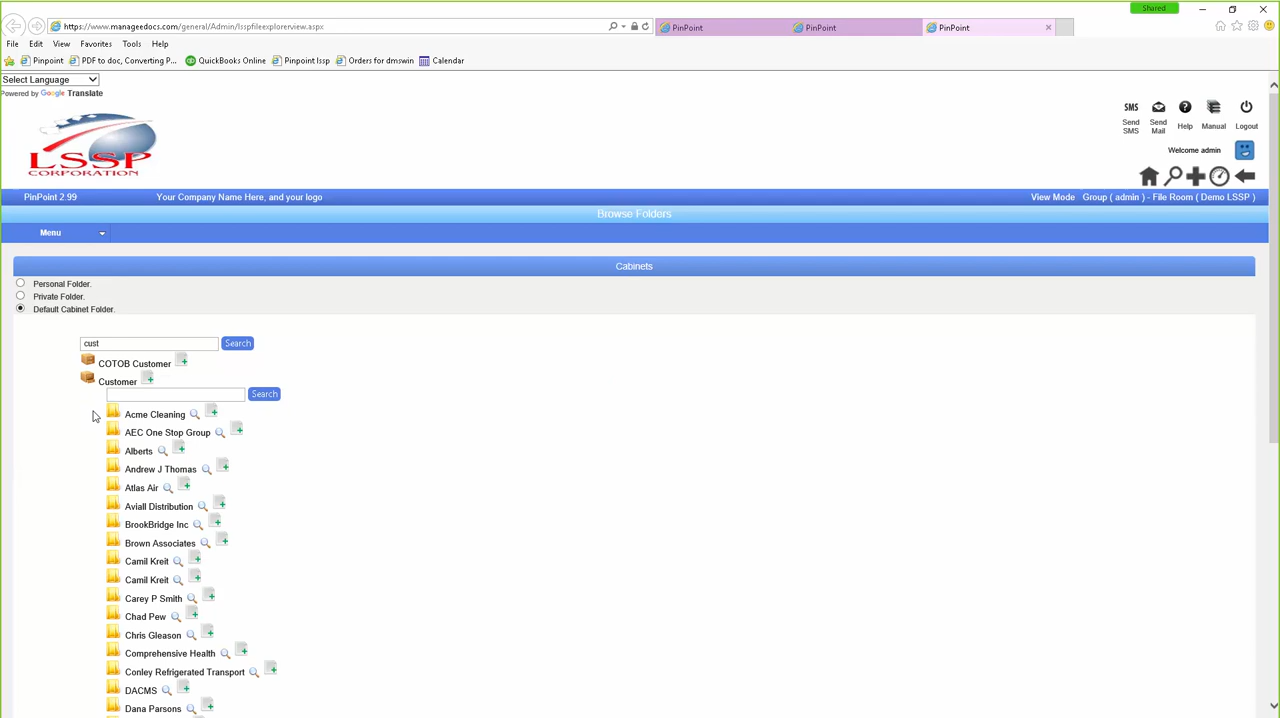 Shared
https://www.manageedocs.com/general/Admin/lsspfileexplorerview.aspx
PinPoint
PinPoint
PinPoint
File Edit View Favorites Tools Help
Pinpoint PDF to doc, Converting P... QuickBooks Online Pinpoint lssp Orders for dmswin Calendar
Select Language
Powered by Google Translate
SMS
Send SMS
Send Mail
Help
Manual
Logout
LSSP
CORPORATION
Welcome admin
PinPoint 2.99 Your Company Name Here, and your logo View Mode Group ( admin ) - File Room ( Demo LSSP )
Browse Folders
Menu
Cabinets
Personal Folder.
Private Folder.
Default Cabinet Folder.
cust Search
COTOB Customer
Customer
Search
Acme Cleaning
AEC One Stop Group
Alberts
Andrew J Thomas
Atlas Air
Aviall Distribution
BrookBridge Inc
Brown Associates
Camil Kreit
Camil Kreit
Carey P Smith
Chad Pew
Chris Gleason
Comprehensive Health
Conley Refrigerated Transport
DACMS
Dana Parsons